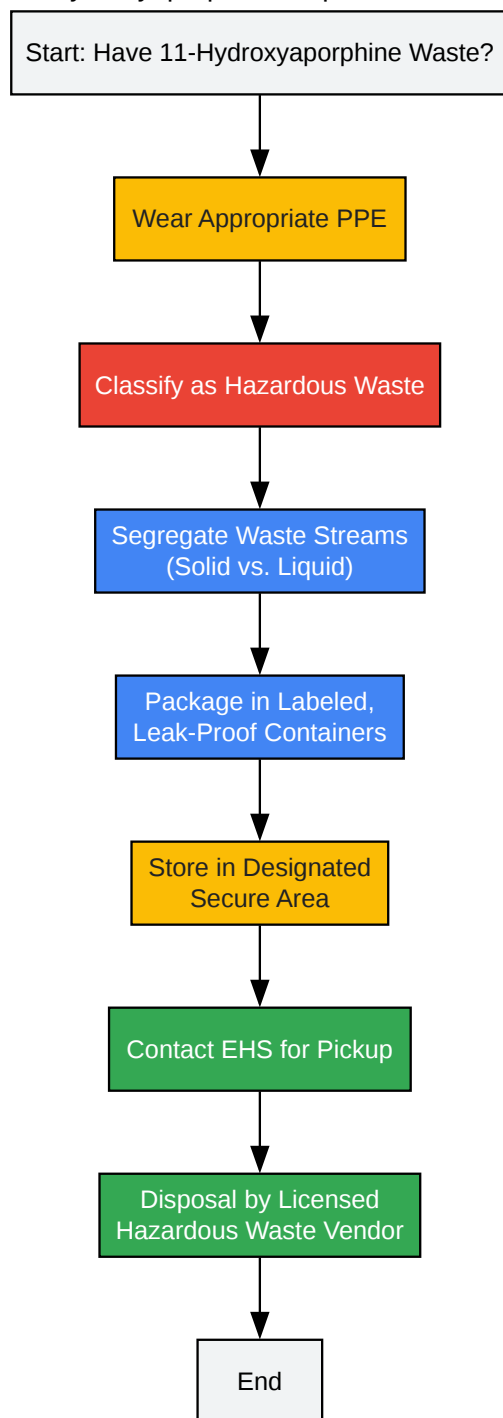 Start: Have 11-Hydroxyaporphine Waste?
Wear Appropriate PPE
Classify as Hazardous Waste
Segregate Waste Streams
(Solid vs. Liquid)
Package in Labeled,
Leak-Proof Containers
Store in Designated
Secure Area
Contact EHS for Pickup
Disposal by Licensed
Hazardous Waste Vendor
End